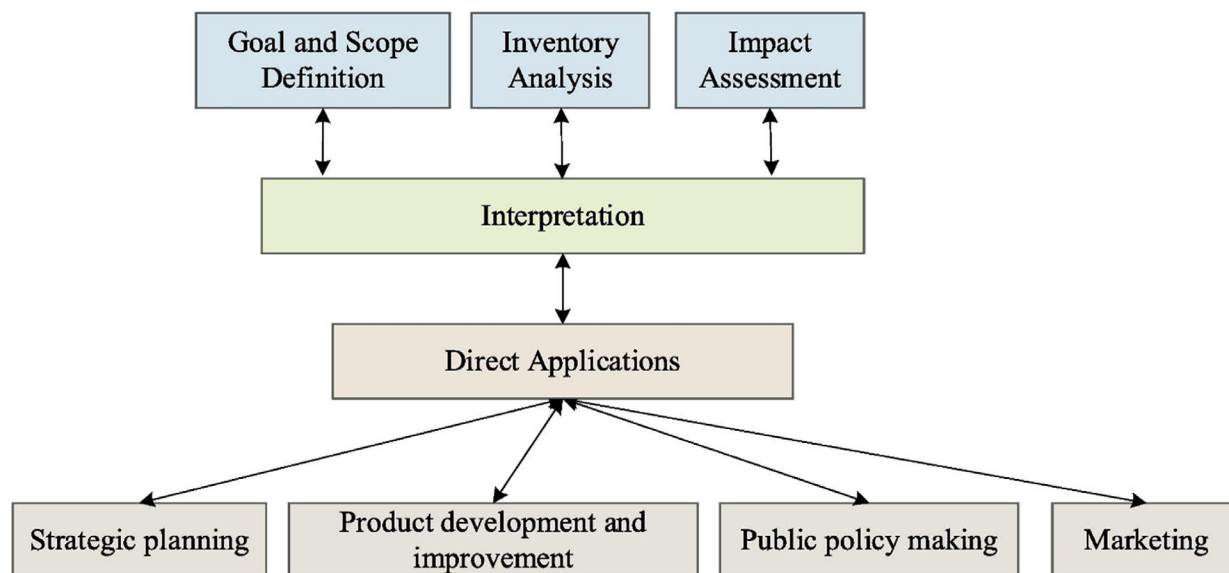 Goal and Scope
Definition
Inventory
Analysis
Impact
Assessment
Interpretation
Direct Applications
Strategic planning
Product development and
improvement
Public policy making
Marketing